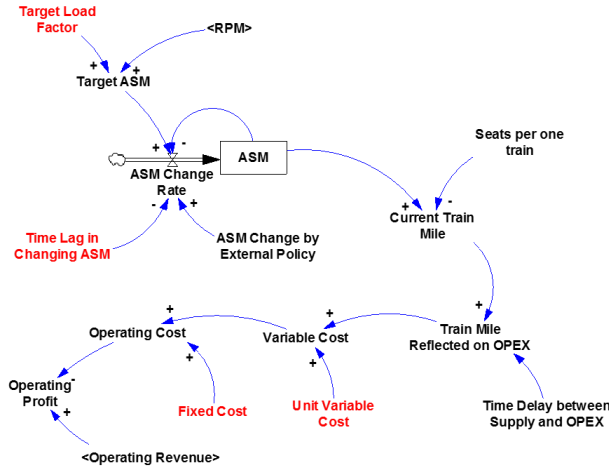 Target Load
Factor
<RPM>
+
+
Target ASM
+
-
ASM
ASM Change
Rate
Seats per one
train
-
+
+
-
Current Train
Mile
Time Lag in
Changing ASM
ASM Change by
External Policy
+
+
+
Operating Cost
Variable Cost
Train Mile
Reflected on OPEX
+
+
Operating
Profit
-
+
Fixed Cost
Unit Variable
Cost
Time Delay between
Supply and OPEX
<Operating Revenue>